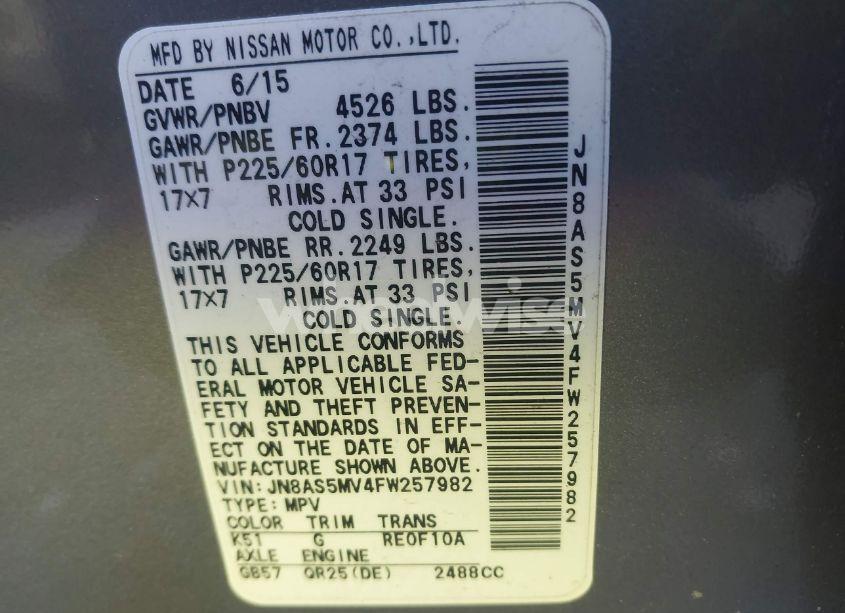 MFD BY NISSAN MOTOR CO.,LTD.
DATE 6/15
GVWR/PNBV 4526 LBS.
GAWR/PNBE FR. 2374 LBS.
WITH P225/60R17 TIRES,
17X7 RIMS.AT 33 PSI
COLD SINGLE.
GAWR/PNBE RR. 2249 LBS.
WITH P225/60R17 TIRES,
17x7 RIMS.AT 33 PSI
COLD SINGLE.
THIS VEHICLE CONFORMS
TO ALL APPLICABLE FED-
ERAL MOTOR VEHICLE SA-
FETY AND THEFT PREVEN-
TION STANDARDS IN EFF-
ECT ON THE DATE OF MA-
NUFACTURE SHOWN ABOVE.
VIN:JN8AS5MV4FW257982
TYPE:MPV
COLOR TRIM TRANS
K51 G RE0F10A
AXLE ENGINE
GB57 QR25(DE) 2488CC
JN8AS5MV4FW257982